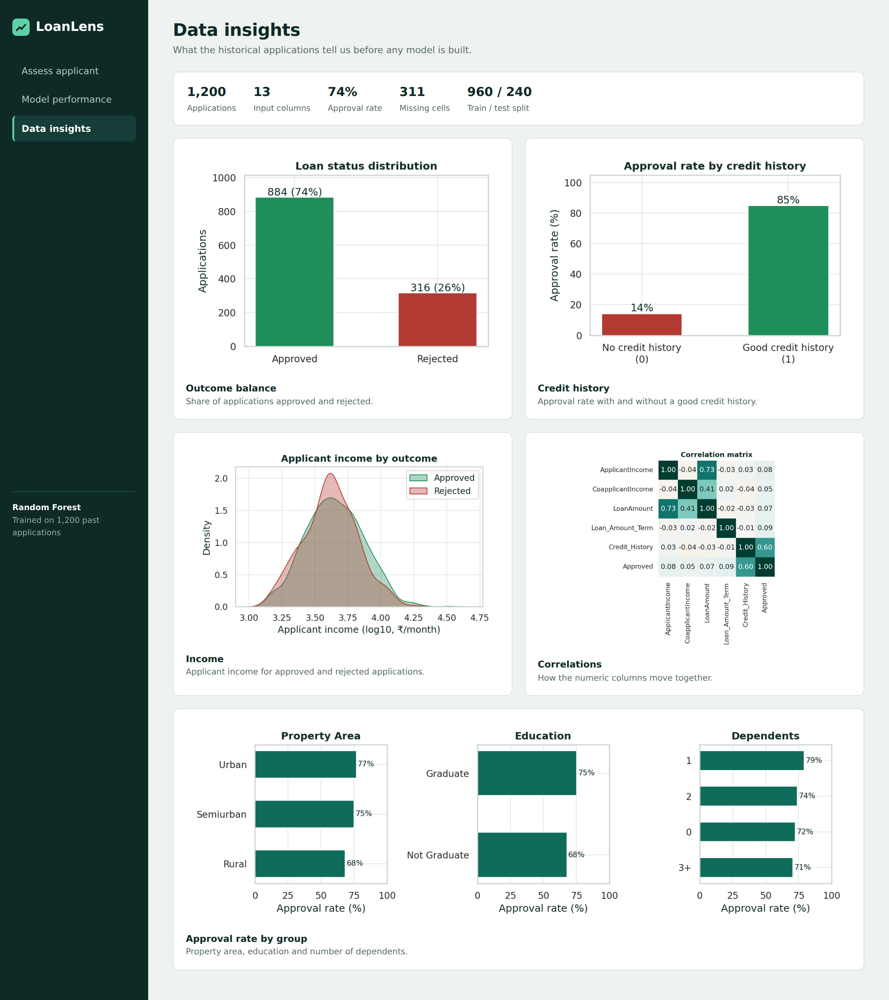 LoanLens
Assess applicant
Model performance
Data insights
Random Forest
Trained on 1,200 past
applications
Data insights
What the historical applications tell us before any model is built.
1,200 13 74% 311 960 / 240
Applications Input columns Approval rate Missing cells Train / test split
Loan status distribution
Applications
1000
800
600
400
200
0
884 (74%)
316 (26%)
Approved Rejected
Outcome balance
Share of applications approved and rejected.
Approval rate by credit history
Approval rate (%)
100
80
60
40
20
0
14%
85%
No credit history Good credit history
(0) (1)
Credit history
Approval rate with and without a good credit history.
Applicant income by outcome
Approved
Rejected
Density
2.0
1.5
1.0
0.5
0.0
3.00 3.25 3.50 3.75 4.00 4.25 4.50 4.75
Applicant income (log10, ₹/month)
Income
Applicant income for approved and rejected applications.
Correlation matrix
ApplicantIncome 1.00 -0.04 0.73 -0.03 0.03 0.08
CoapplicantIncome -0.04 1.00 0.41 0.02 -0.04 0.05
LoanAmount 0.73 0.41 1.00 -0.02 -0.03 0.07
Loan_Amount_Term -0.03 0.02 -0.02 1.00 -0.01 0.09
Credit_History 0.03 -0.04 -0.03 -0.01 1.00 0.60
Approved 0.08 0.05 0.07 0.09 0.60 1.00
ApplicantIncome
CoapplicantIncome
LoanAmount
Loan_Amount_Term
Credit_History
Approved
Correlations
How the numeric columns move together.
Property Area
Urban 77%
Semiurban 75%
Rural 68%
0 25 50 75 100
Approval rate (%)
Education
Graduate 75%
Not Graduate 68%
0 25 50 75 100
Approval rate (%)
Dependents
1 79%
2 74%
0 72%
3+ 71%
0 25 50 75 100
Approval rate (%)
Approval rate by group
Property area, education and number of dependents.